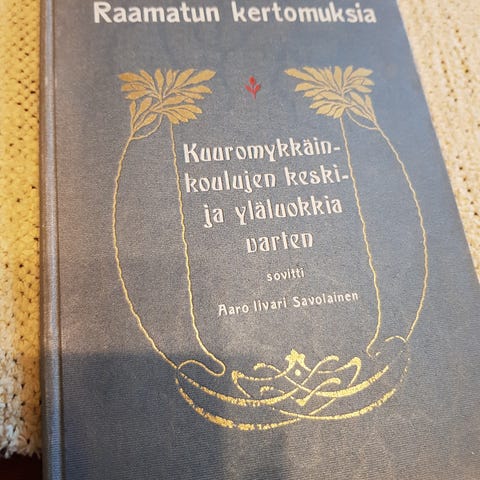 Raamatun kertomuksia
Kuuromykkäin-
koulujen keski-
ja yläluokkia
varten
sovitti
Aaro Iivari Savolainen